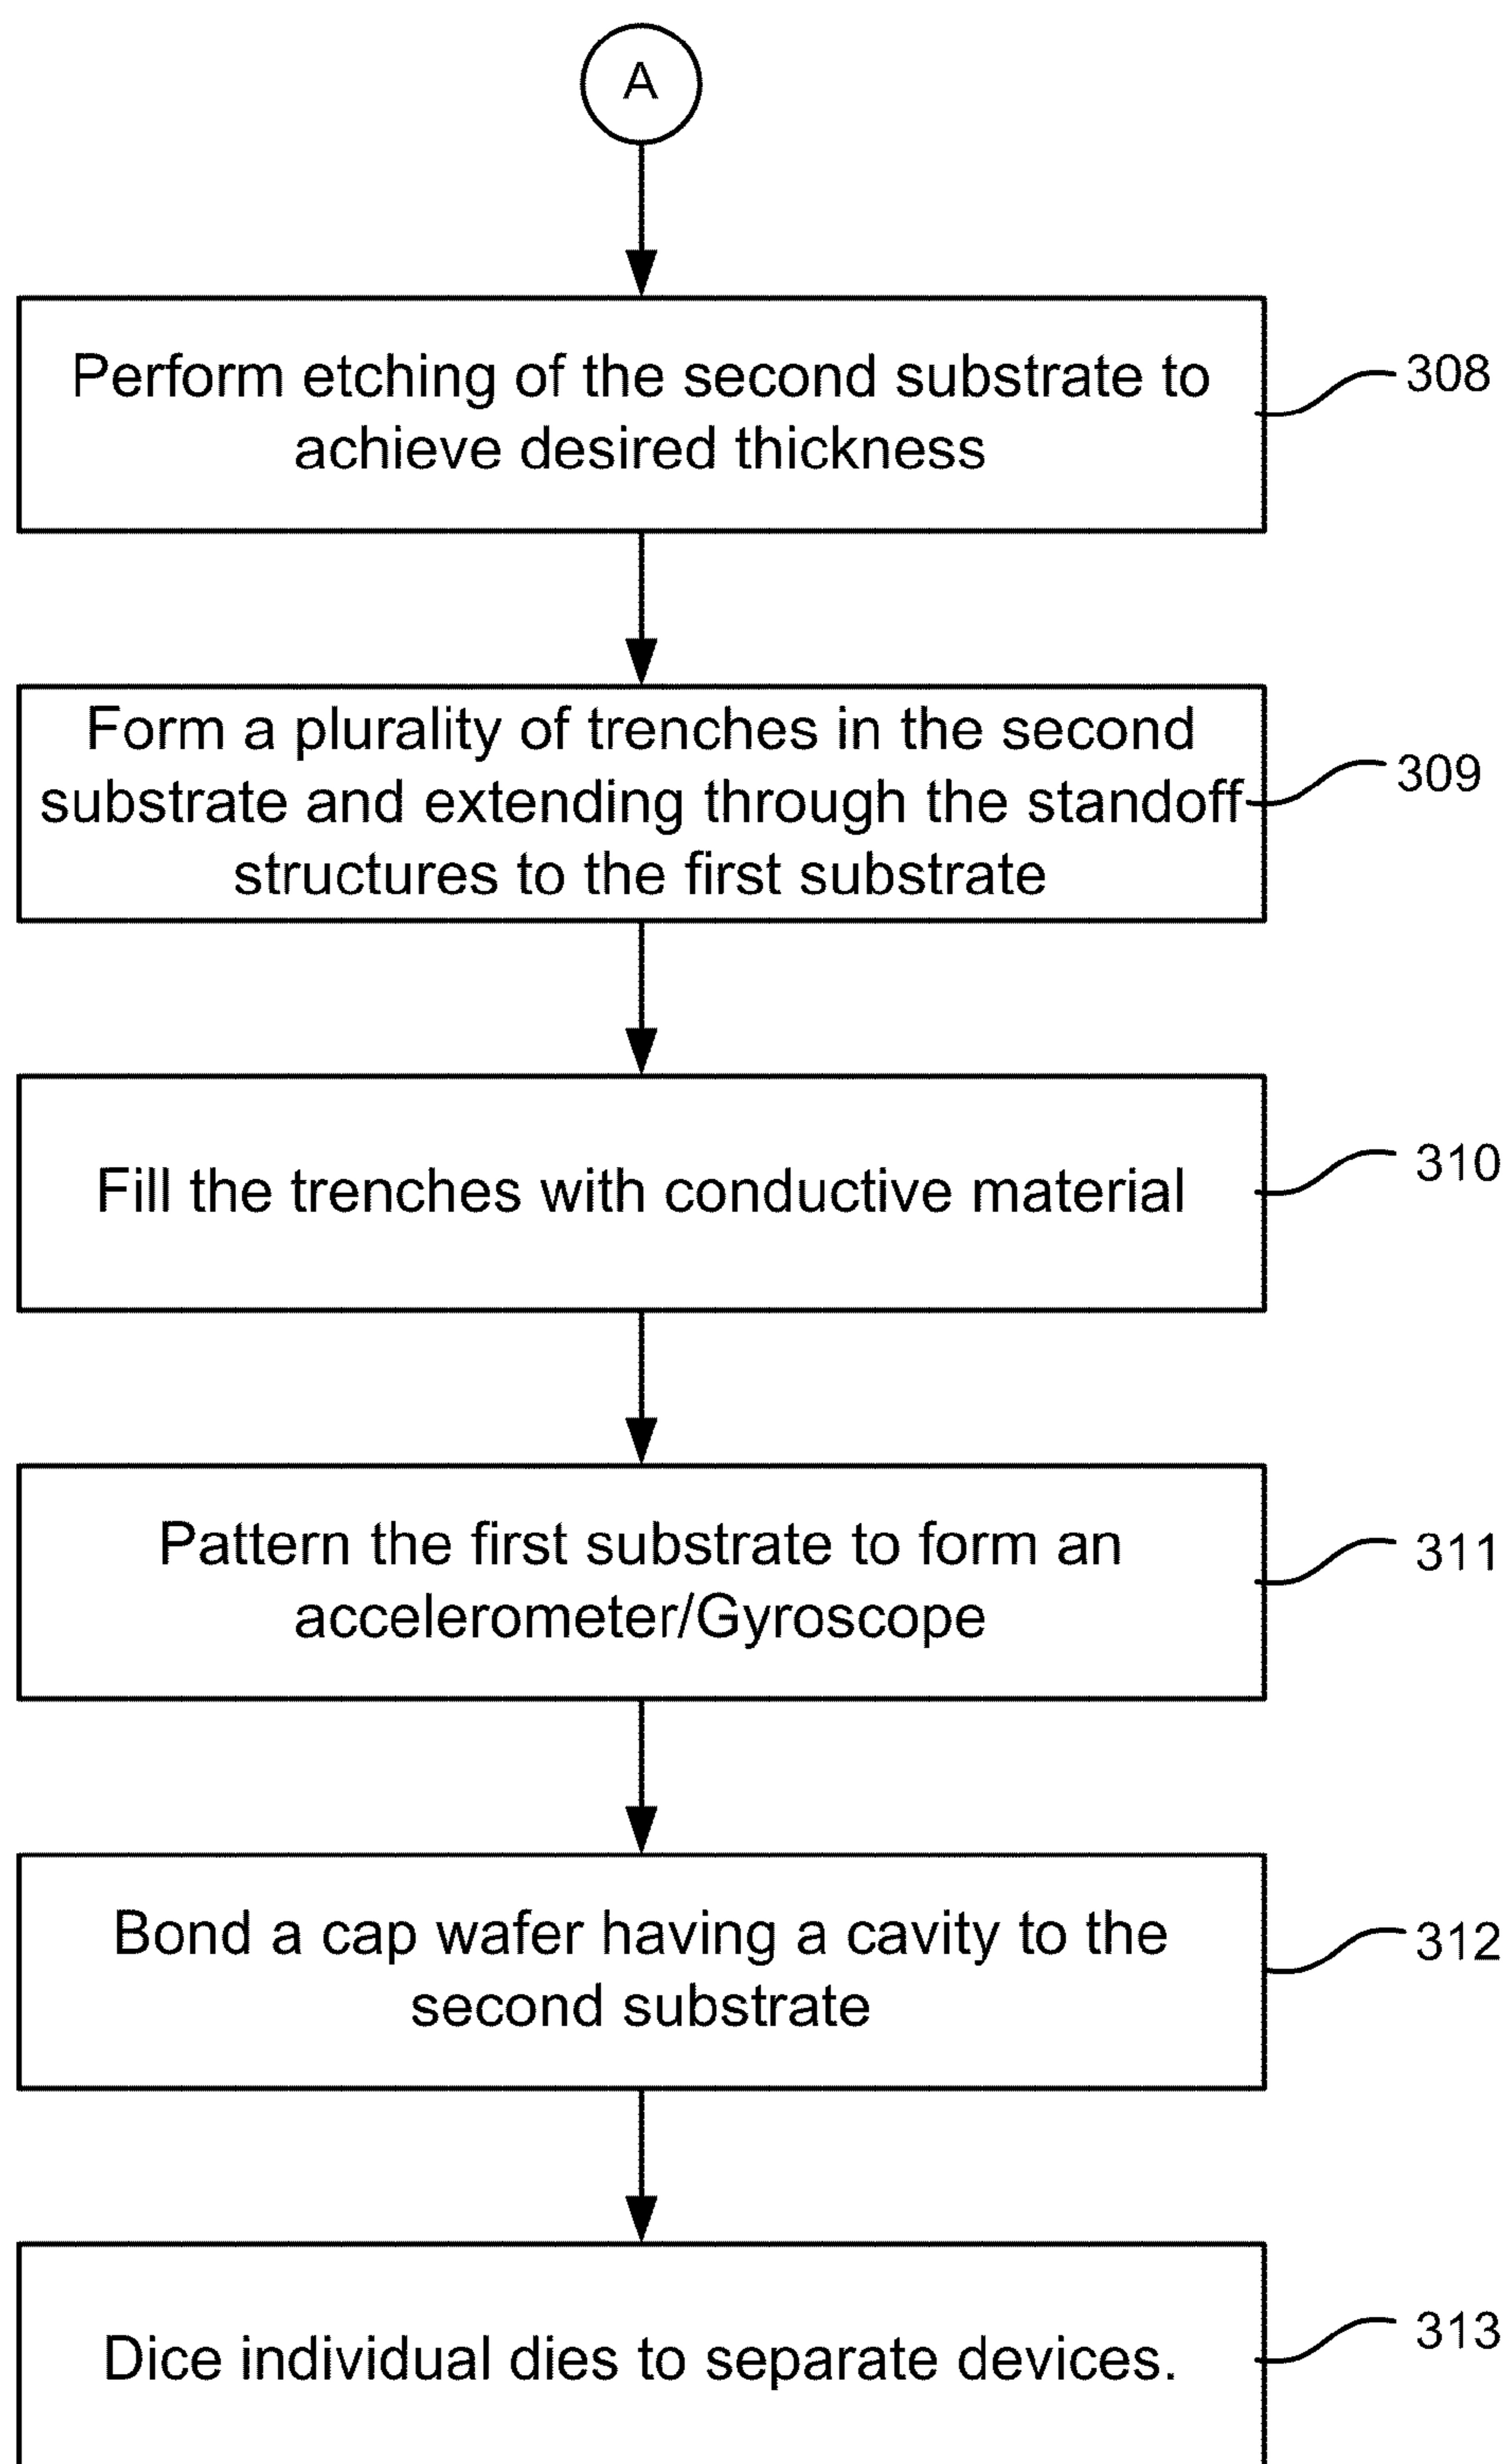 A
Perform etching of the second substrate to
achieve desired thickness
308
Form a plurality of trenches in the second
substrate and extending through the standoff
structures to the first substrate
309
Fill the trenches with conductive material
310
Pattern the first substrate to form an
accelerometer/Gyroscope
311
Bond a cap wafer having a cavity to the
second substrate
312
Dice individual dies to separate devices.
313